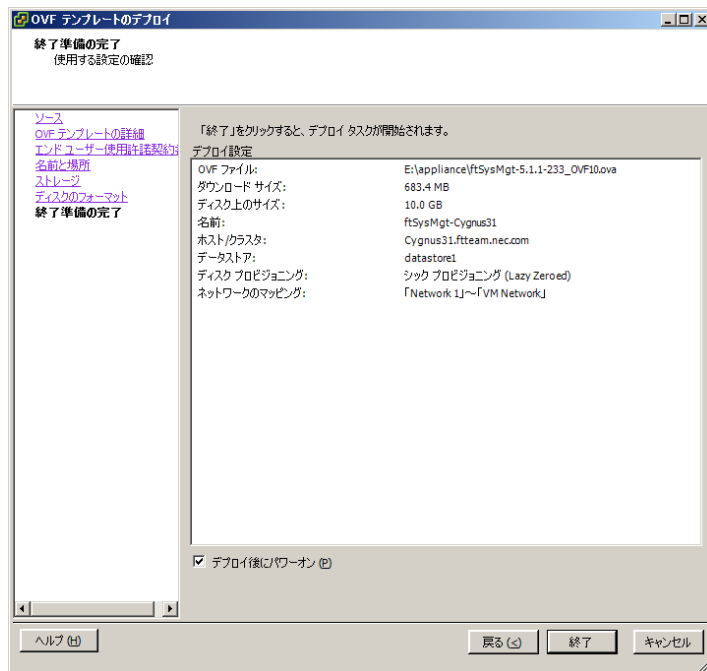 OVF テンプレートのデプロイ
終了準備の完了
使用する設定の確認
ソース
OVF テンプレートの詳細
エンド ユーザー使用許諾契約
名前と場所
ストレージ
ディスクのフォーマット
終了準備の完了
「終了」をクリックすると、デプロイ タスクが開始されます。
デプロイ設定
OVF ファイル: E:\appliance\ftSysMgt-5.1.1-233_OVF10.ova
ダウンロード サイズ: 683.4 MB
ディスク上のサイズ: 10.0 GB
名前: ftSysMgt-Cygnus31
ホスト/クラスタ: Cygnus31.ftteam.nec.com
データストア: datastore1
ディスク プロビジョニング: シック プロビジョニング (Lazy Zeroed)
ネットワークのマッピング: 「Network 1」～「VM Network」
デプロイ後にパワーオン (P)
ヘルプ (H) 戻る (<) 終了 キャンセル